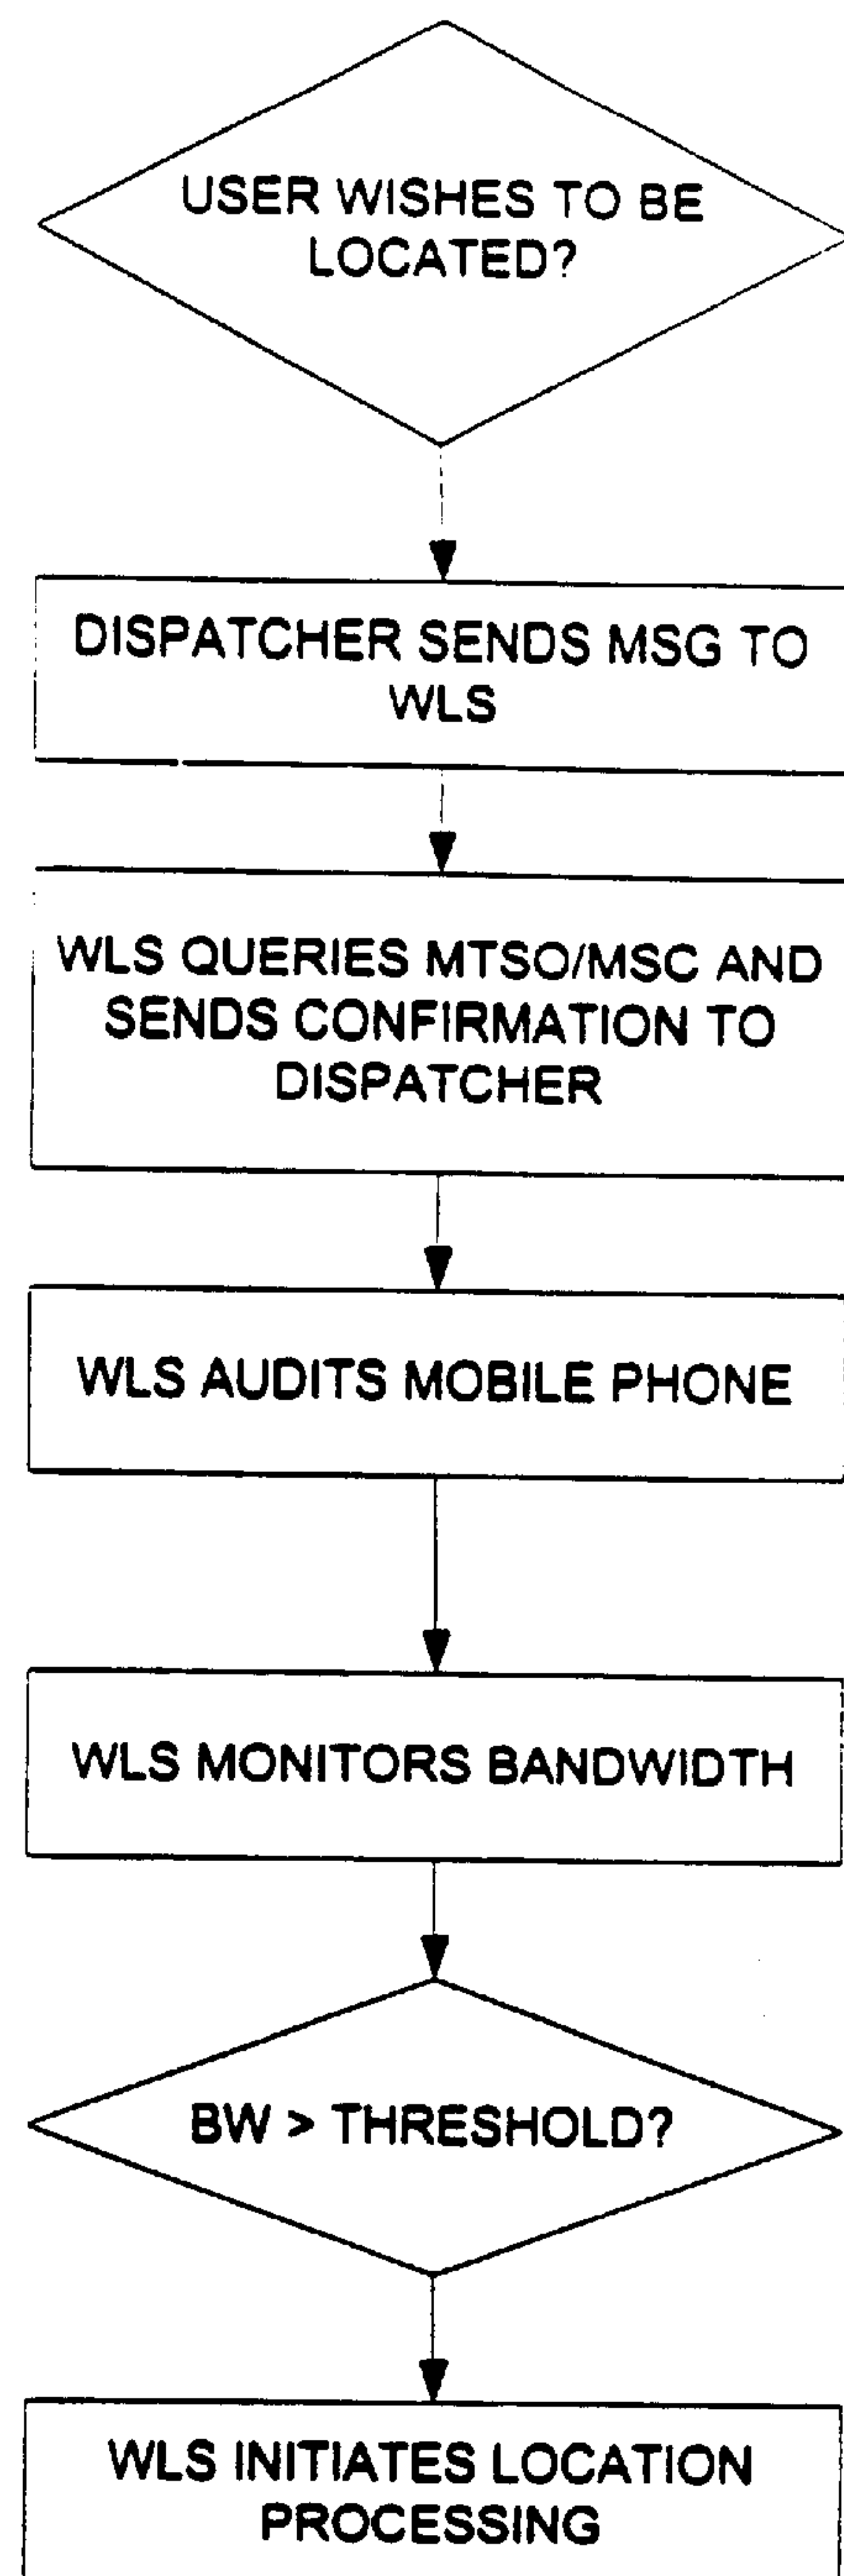 USER WISHES TO BE
LOCATED?
DISPATCHER SENDS MSG TO
WLS
WLS QUERIES MTSO/MSC AND
SENDS CONFIRMATION TO
DISPATCHER
WLS AUDITS MOBILE PHONE
WLS MONITORS BANDWIDTH
BW > THRESHOLD?
WLS INITIATES LOCATION
PROCESSING